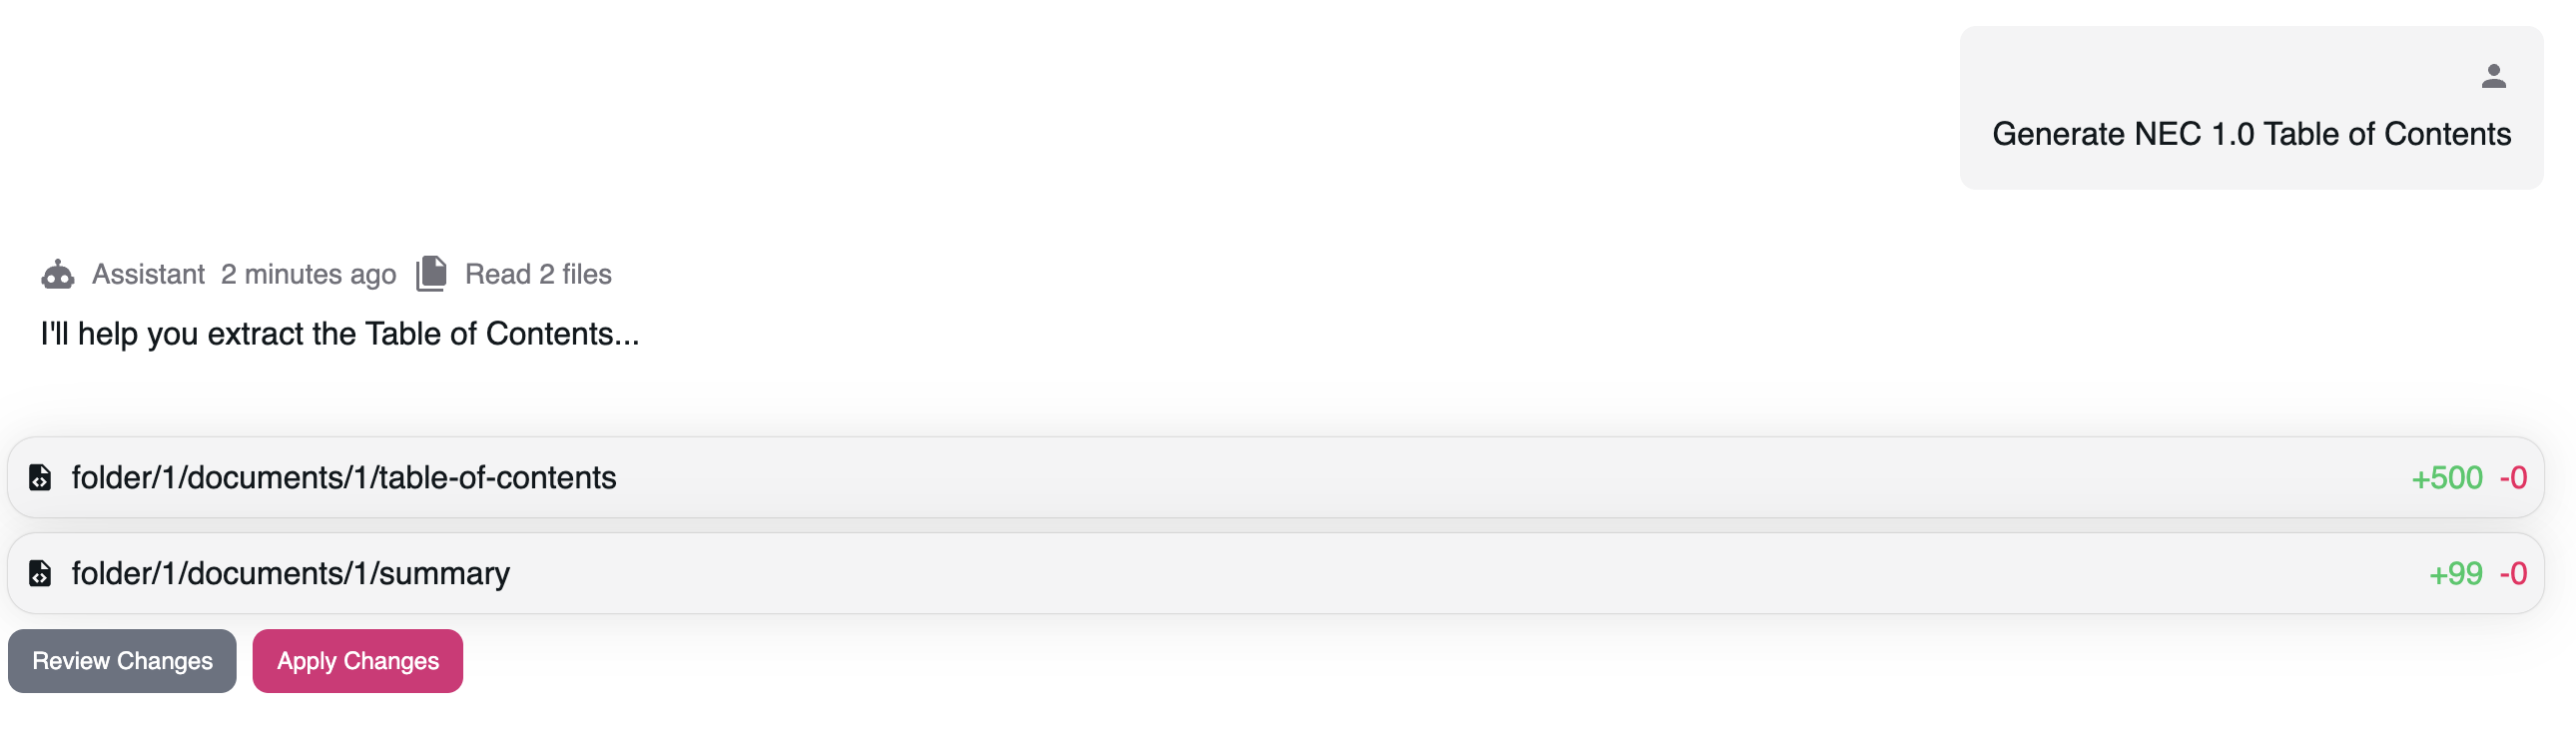 Generate NEC 1.0 Table of Contents
Assistant 2 minutes ago Read 2 files
I'll help you extract the Table of Contents...
folder/1/documents/1/table-of-contents +500 -0
folder/1/documents/1/summary +99 -0
Review Changes Apply Changes